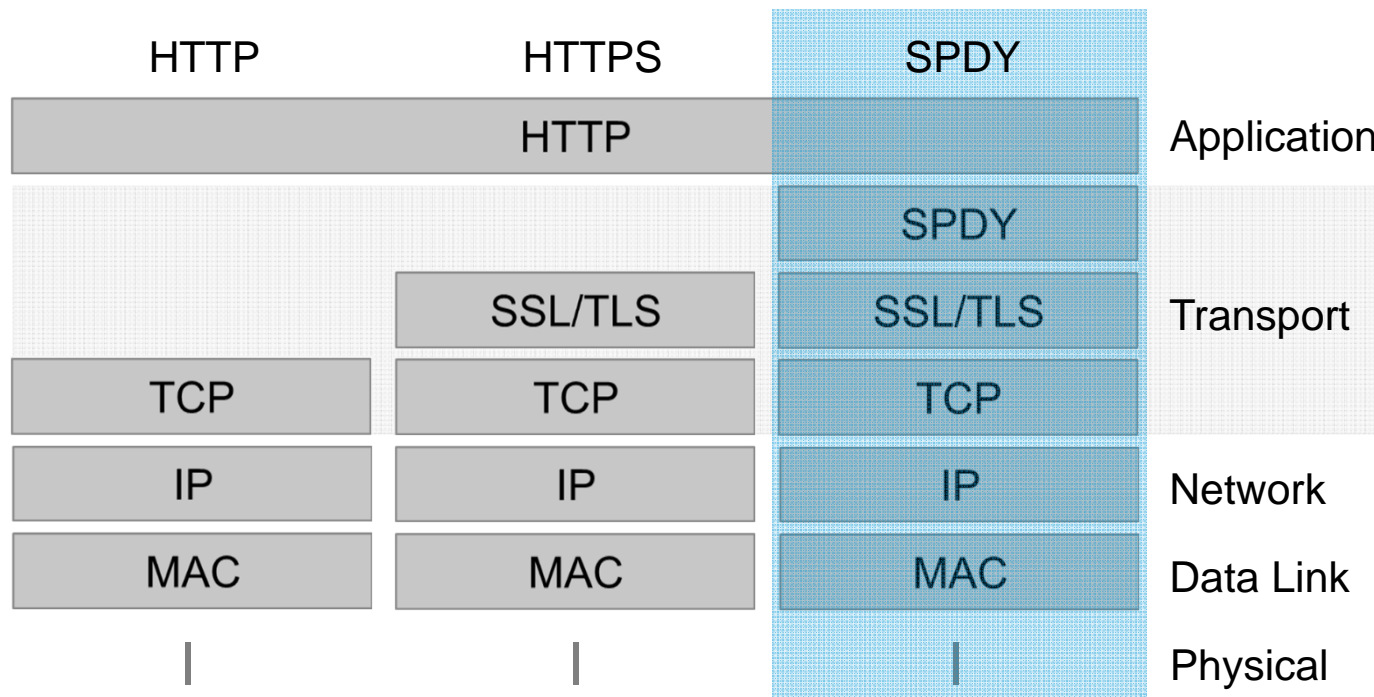 HTTP HTTPS SPDY
HTTP Application
SPDY
SSL/TLS SSL/TLS Transport
TCP TCP TCP
IP IP IP Network
MAC MAC MAC Data Link
Physical